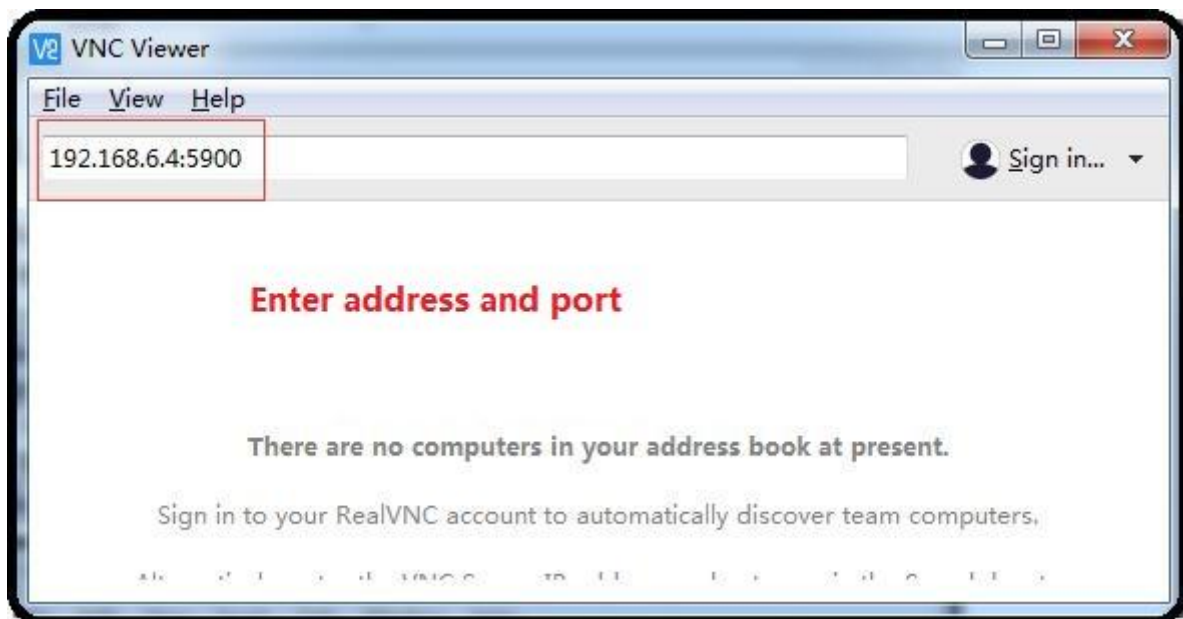 VNC Viewer
File View Help
192.168.6.4:5900
Sign in...
Enter address and port
There are no computers in your address book at present.
Sign in to your RealVNC account to automatically discover team computers.